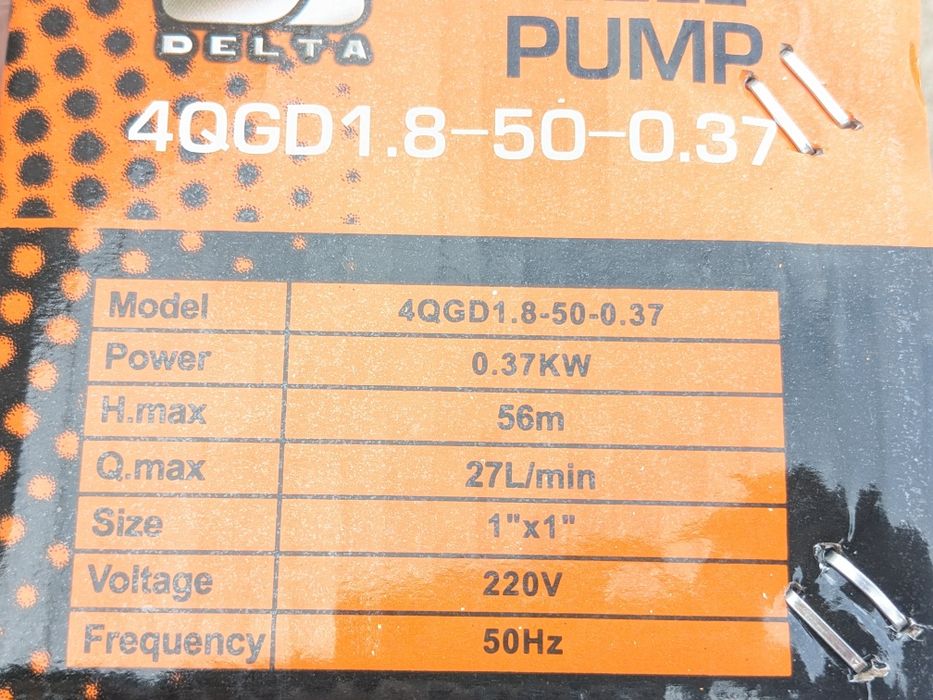 DELTA
PUMP
4QGD1.8-50-0.37
Model 4QGD1.8-50-0.37
Power 0.37KW
H.max 56m
Q.max 27L/min
Size 1"x1"
Voltage 220V
Frequency 50Hz